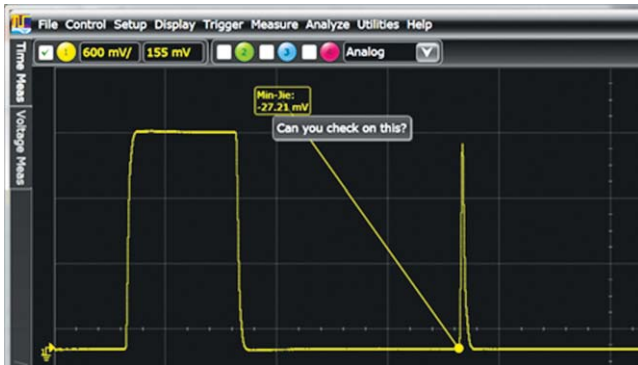 File Control Setup Display Trigger Measure Analyze Utilities Help
1 600 mV/ 155 mV 2 3 Analog
Time Meas
Voltage Meas
Min-Jie:
-27.21 mV
Can you check on this?